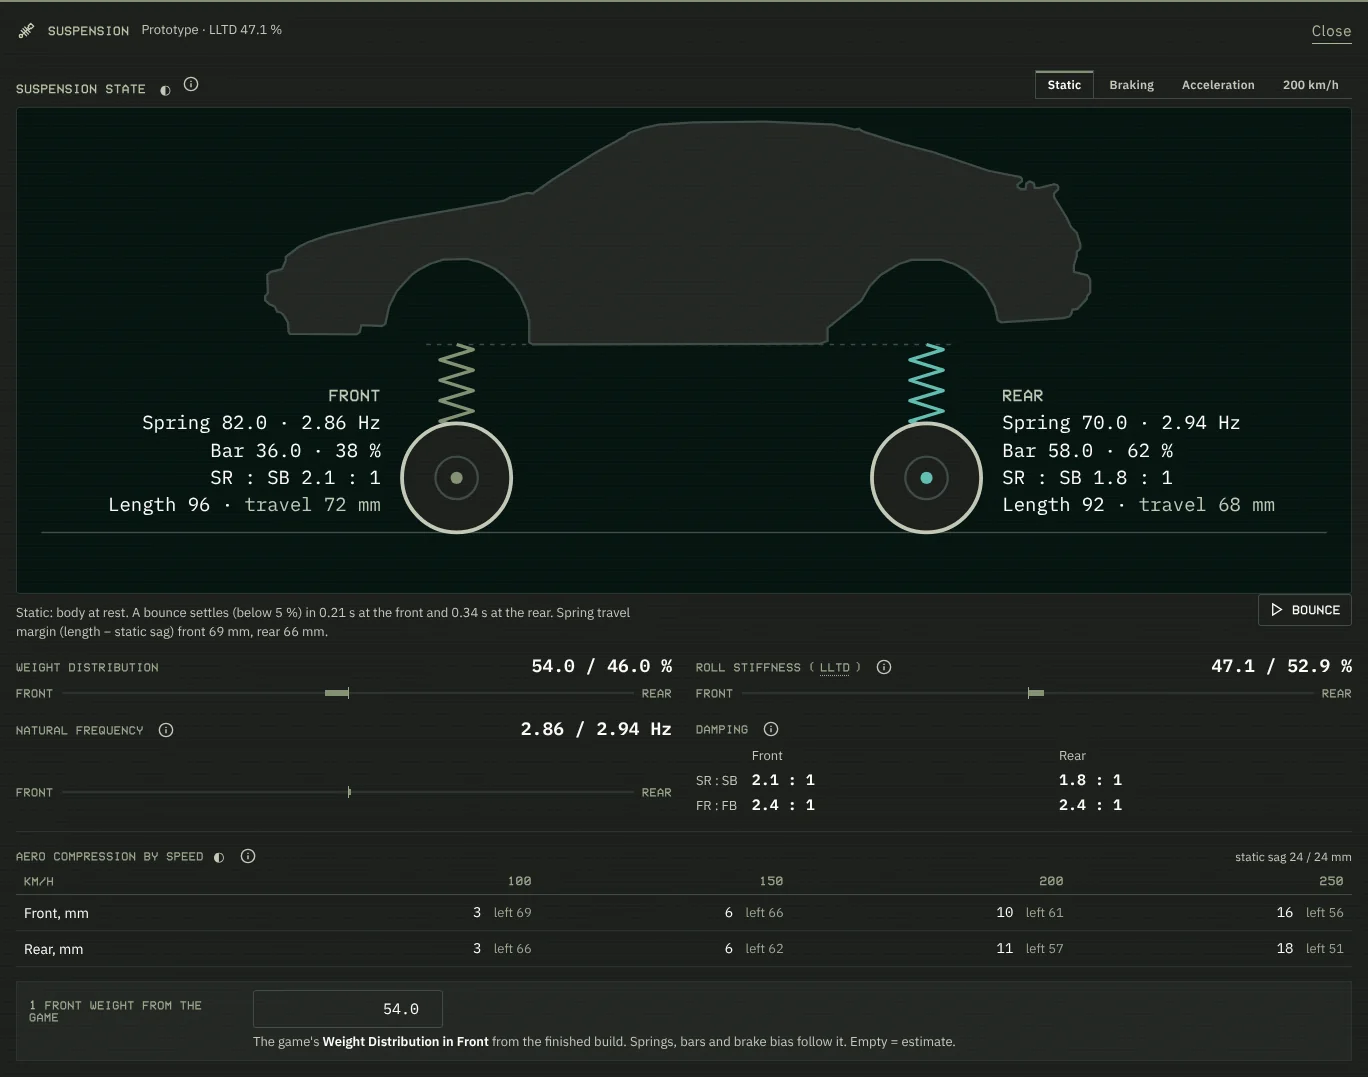 SUSPENSION Prototype · LLTD 47.1 % Close
SUSPENSION STATE Static Braking Acceleration 200 km/h
FRONT
Spring 82.0 · 2.86 Hz
Bar 36.0 · 38 %
SR : SB 2.1 : 1
Length 96 · travel 72 mm
REAR
Spring 70.0 · 2.94 Hz
Bar 58.0 · 62 %
SR : SB 1.8 : 1
Length 92 · travel 68 mm
Static: body at rest. A bounce settles (below 5 %) in 0.21 s at the front and 0.34 s at the rear. Spring travel
margin (length – static sag) front 69 mm, rear 66 mm.
BOUNCE
WEIGHT DISTRIBUTION 54.0 / 46.0 %
FRONT REAR
ROLL STIFFNESS ( LLTD ) 47.1 / 52.9 %
FRONT REAR
NATURAL FREQUENCY 2.86 / 2.94 Hz
FRONT REAR
DAMPING
Front Rear
SR:SB 2.1 : 1 1.8 : 1
FR:FB 2.4 : 1 2.4 : 1
AERO COMPRESSION BY SPEED static sag 24 / 24 mm
KM/H 100 150 200 250
Front, mm 3 left 69 6 left 66 10 left 61 16 left 56
Rear, mm 3 left 66 6 left 62 11 left 57 18 left 51
1 FRONT WEIGHT FROM THE
GAME
54.0
The game's Weight Distribution in Front from the finished build. Springs, bars and brake bias follow it. Empty = estimate.